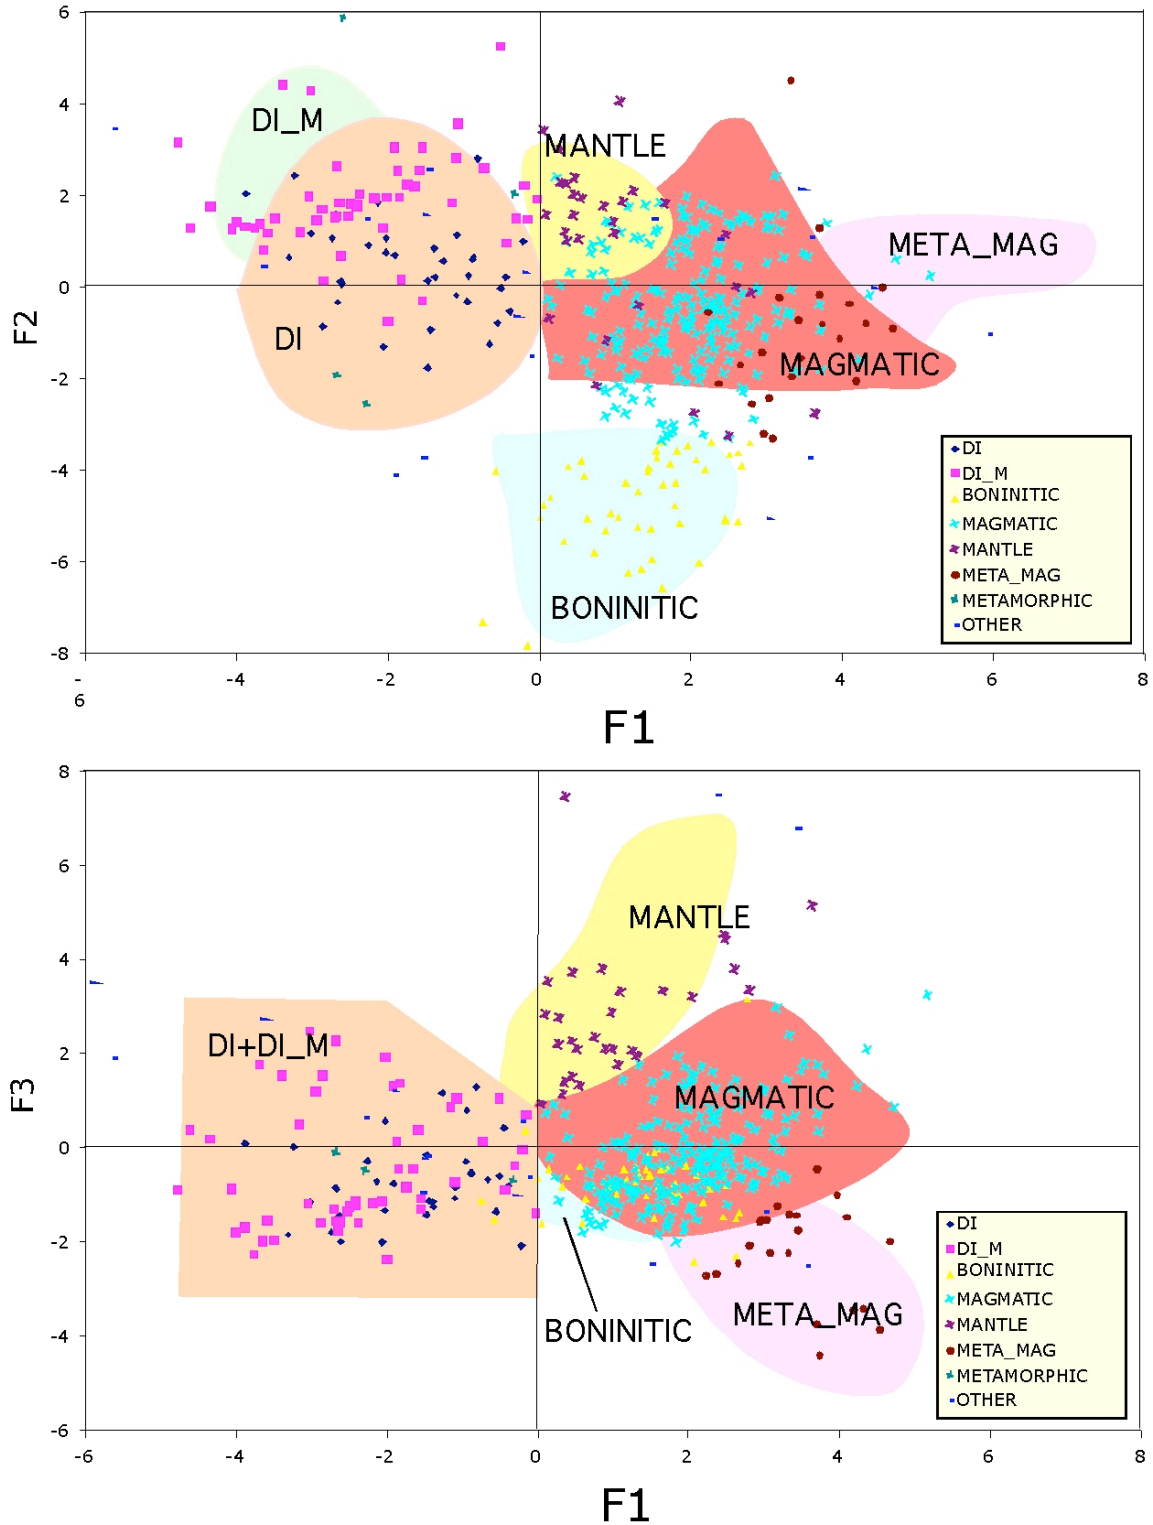 6
4
2
0
-2
-4
-6
-8
F2
DI_M
MANTLE
META_MAG
DI
MAGMATIC
BONINITIC
DI
DI_M
BONINITIC
MAGMATIC
MANTLE
META_MAG
METAMORPHIC
OTHER
-
6
-4
-2
0
2
4
6
8
F1
8
6
4
2
0
-2
-4
-6
F3
MANTLE
DI+DI_M
MAGMATIC
META_MAG
BONINITIC
DI
DI_M
BONINITIC
MAGMATIC
MANTLE
META_MAG
METAMORPHIC
OTHER
-6
-4
-2
0
2
4
6
8
F1